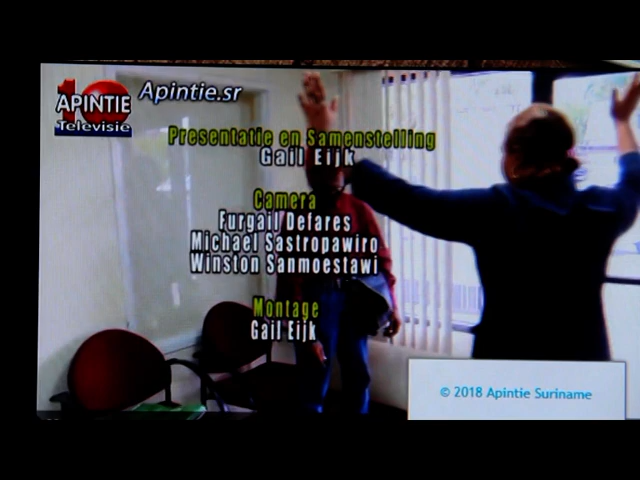 10
APINTIE
Televisie
Apintie.sr
Presentatie en Samenstelling
Gail Eijk
Camera
Furgail Defares
Michael Sastropawiro
Winston Sanmoestawi
Montage
Gail Eijk
© 2018 Apintie Suriname